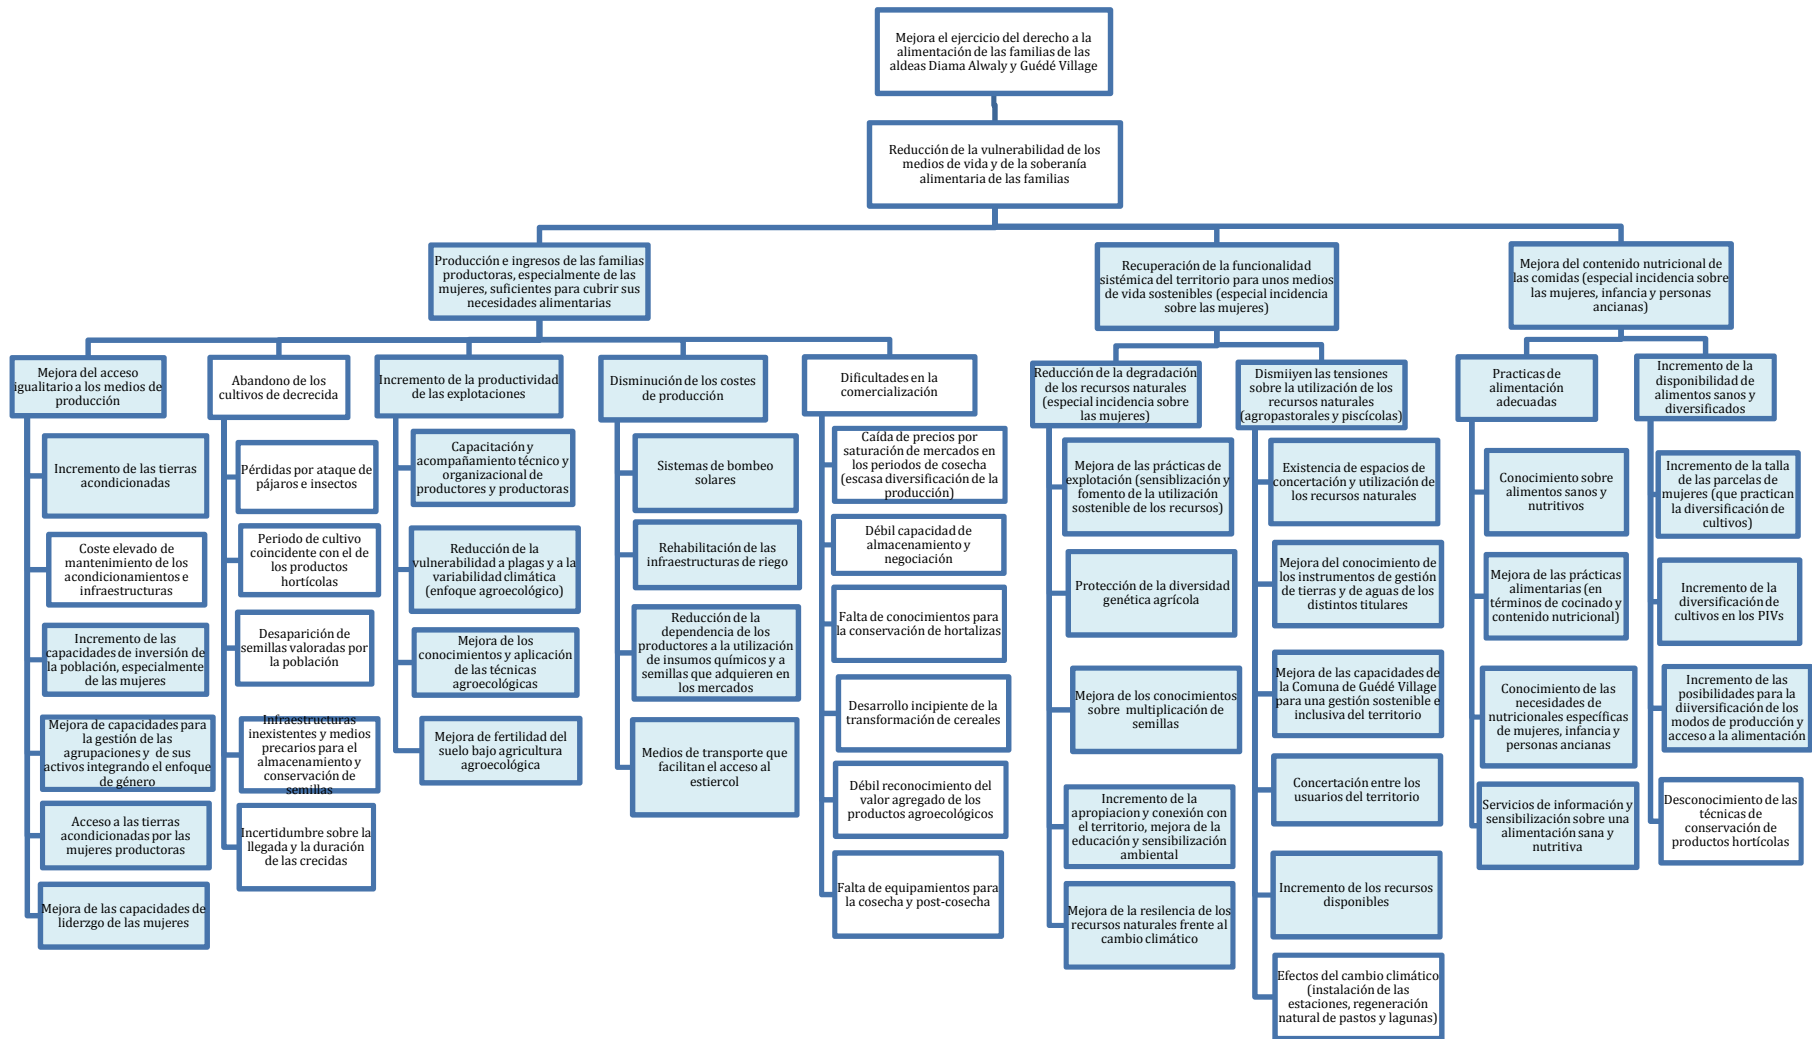 Mejora el ejercicio del derecho a la
alimentación de las familias de las
aldeas Diama Alwaly y Guédé Village
Reducción de la vulnerabilidad de los
medios de vida y de la soberanía
alimentaria de las familias
Producción e ingresos de las familias
productoras, especialmente de las
mujeres, suficientes para cubrir sus
necesidades alimentarias
Recuperación de la funcionalidad
sistémica del territorio para unos medios
de vida sostenibles (especial incidencia
sobre las mujeres)
Mejora del contenido nutricional de
las comidas (especial incidencia sobre
las mujeres, infancia y personas
ancianas)
Mejora del acceso
igualitario a los medios de
producción
Incremento de las tierras
acondicionadas
Coste elevado de
mantenimiento de los
acondicionamientos e
infraestructuras
Incremento de las
capacidades de inversión de
la población, especialmente
de las mujeres
Mejora de capacidades para
la gestión de las
agrupaciones y de sus
activos integrando el enfoque
de género
Acceso a las tierras
acondicionadas por las
mujeres productoras
Mejora de las capacidades de
liderzgo de las mujeres
Abandono de los
cultivos de decrecida
Pérdidas por ataque de
pájaros e insectos
Periodo de cultivo
coincidente con el de
los productos
hortícolas
Desaparición de
semillas valoradas por
la población
Infraestructuras
inexistentes y medios
precarios para el
almacenamiento y
conservación de
semillas
Incertidumbre sobre la
llegada y la duración
de las crecidas
Incremento de la productividad
de las explotaciones
Capacitación y
acompañamiento técnico y
organizacional de
productores y productoras
Reducción de la
vulnerabilidad a plagas y a la
variabilidad climática
(enfoque agroecológico)
Mejora de los
conocimientos y aplicación
de las técnicas
agroecológicas
Mejora de fertilidad del
suelo bajo agricultura
agroecológica
Disminución de los costes
de producción
Sistemas de bombeo
solares
Rehabilitación de las
infraestructuras de riego
Reducción de la
dependencia de los
productores a la utilización
de insumos químicos y a
semillas que adquieren en
los mercados
Medios de transporte que
facilitan el acceso al
estiercol
Dificultades en la
comercialización
Caída de precios por
saturación de mercados en
los periodos de cosecha
(escasa diversificación de la
producción)
Débil capacidad de
almacenamiento y
negociación
Falta de conocimientos para
la conservación de hortalizas
Desarrollo incipiente de la
transformación de cereales
Débil reconocimiento del
valor agregado de los
productos agroecológicos
Falta de equipamientos para
la cosecha y post-cosecha
Reducción de la degradación
de los recursos naturales
(especial incidencia sobre
las mujeres)
Mejora de las prácticas de
explotación (sensiblización y
fomento de la utilización
sostenible de los recursos)
Protección de la diversidad
genética agrícola
Mejora de los conocimientos
sobre multiplicación de
semillas
Incremento de la
apropiacion y conexión con
el territorio, mejora de la
educación y sensibilización
ambiental
Mejora de la resilencia de los
recursos naturales frente al
cambio climático
Dismiiyen las tensiones
sobre la utilización de los
recursos naturales
(agropastorales y piscícolas)
Existencia de espacios de
concertación y utilización de
los recursos naturales
Mejora del conocimiento de
los instrumentos de gestión
de tierras y de aguas de los
distintos titulares
Mejora de las capacidades de
la Comuna de Guédé Village
para una gestión sostenible e
inclusiva del territorio
Concertación entre los
usuarios del territorio
Incremento de los recursos
disponibles
Efectos del cambio climático
(instalación de las
estaciones, regeneración
natural de pastos y lagunas)
Practicas de
alimentación
adecuadas
Conocimiento sobre
alimentos sanos y
nutritivos
Mejora de las prácticas
alimentarias (en
términos de cocinado y
contenido nutricional)
Conocimiento de las
necesidades de
nutricionales específicas
de mujeres, infancia y
personas ancianas
Servicios de información y
sensibilización sobre una
alimentación sana y
nutritiva
Incremento de la
disponibilidad de
alimentos sanos y
diversificados
Incremento de la talla
de las parcelas de
mujeres (que practican
la diversificación de
cultivos)
Incremento de la
diversificación de
cultivos en los PIVs
Incremento de las
posibilidades para la
diiversificación de los
modos de producción y
acceso a la alimentación
Desconocimiento de las
técnicas de
conservación de
productos hortícolas